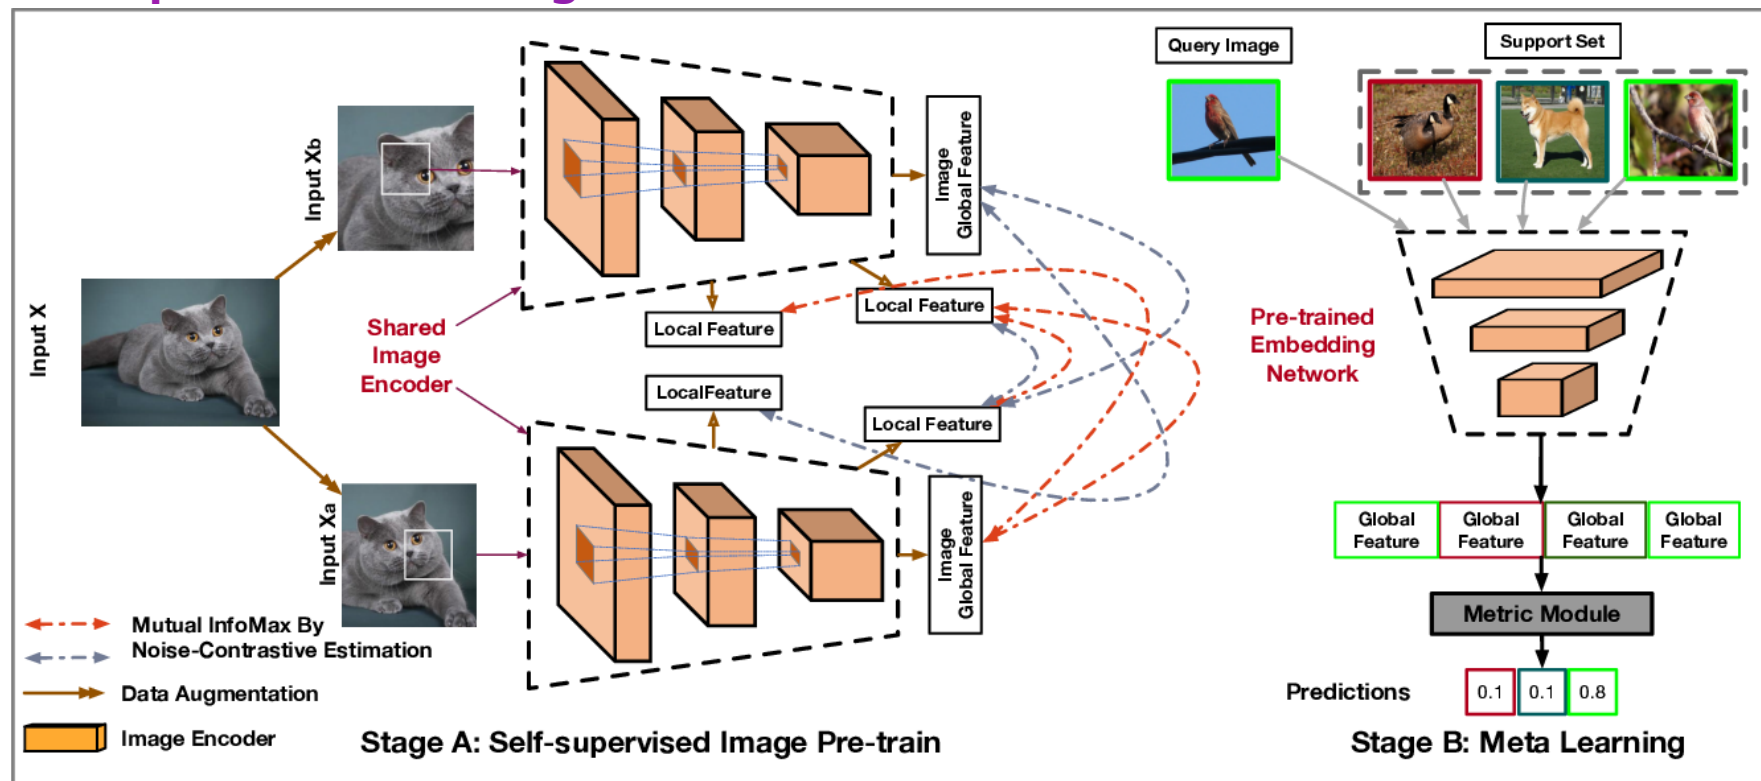 Query Image
Support Set
Input Xb
Image
Global Feature
Input X
Shared
Image
Encoder
Local Feature
Local Feature
LocalFeature
Local Feature
Pre-trained
Embedding
Network
Input Xa
Image
Global Feature
Global
Feature
Global
Feature
Global
Feature
Global
Feature
Metric Module
Predictions
0.1
0.1
0.8
Mutual InfoMax By
Noise-Contrastive Estimation
Data Augmentation
Image Encoder
Stage A: Self-supervised Image Pre-train
Stage B: Meta Learning